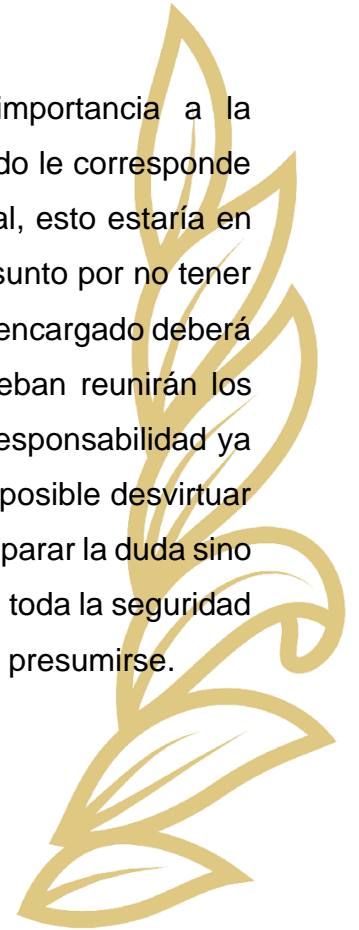 importancia a la
do le corresponde
al, esto estaría en
sunto por no tener
encargado deberá
eban reunirán los
esponsabilidad ya
posible desvirtuar
parar la duda sino
toda la seguridad
presumirse.